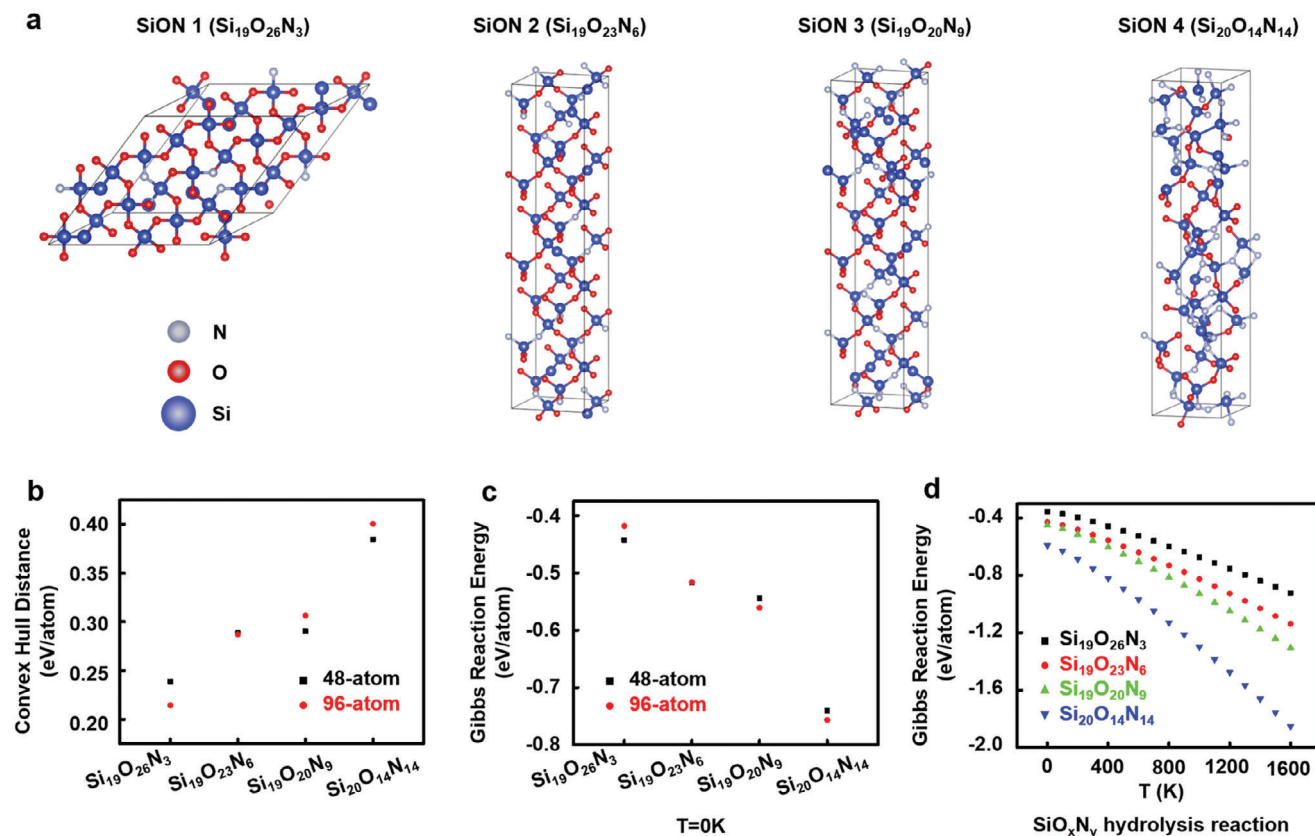 a
SiON 1 (Si₁₉O₂₆N₃)
SiON 2 (Si₁₉O₂₃N₆)
SiON 3 (Si₁₉O₂₀N₉)
SiON 4 (Si₂₀O₁₄N₁₄)
N
O
Si
b
Convex Hull Distance
(eV/atom)
0.40
0.35
0.30
0.25
0.20
48-atom
96-atom
Si₁₉O₂₆N₃
Si₁₉O₂₃N₆
Si₁₉O₂₀N₉
Si₂₀O₁₄N₁₄
c
Gibbs Reaction Energy
(eV/atom)
-0.4
-0.5
-0.6
-0.7
-0.8
48-atom
96-atom
Si₁₉O₂₆N₃
Si₁₉O₂₃N₆
Si₁₉O₂₀N₉
Si₂₀O₁₄N₁₄
T=0K
d
Gibbs Reaction Energy
(eV/atom)
-0.4
-0.8
-1.2
-1.6
-2.0
Si₁₉O₂₆N₃
Si₁₉O₂₃N₆
Si₁₉O₂₀N₉
Si₂₀O₁₄N₁₄
0 400 800 1200 1600
T (K)
SiOₓNᵧ hydrolysis reaction